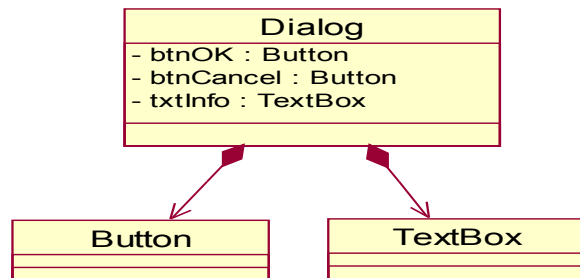 Dialog
- btnOK : Button
- btnCancel : Button
- txtInfo : TextBox
Button
TextBox